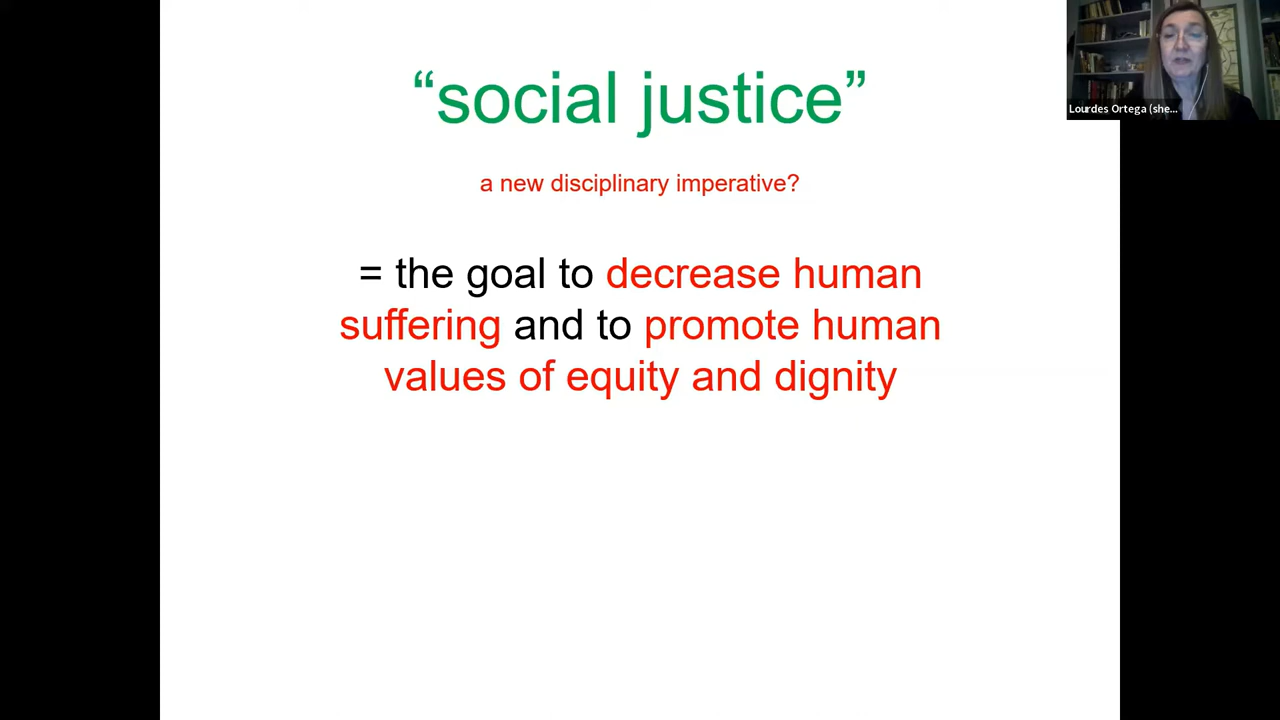 “social justice”
Lourdes Ortega (she...
a new disciplinary imperative?
= the goal to decrease human
suffering and to promote human
values of equity and dignity